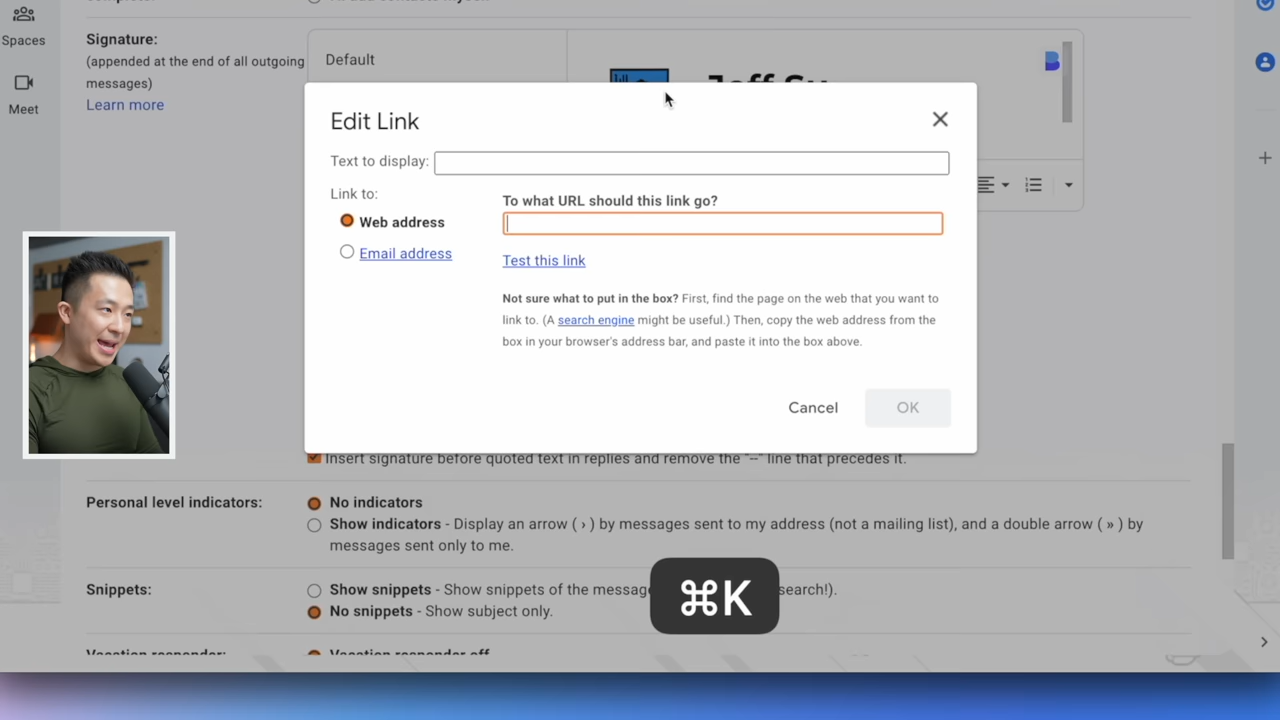 Spaces
Meet
Signature:
(appended at the end of all outgoing messages)
Learn more
Default
Edit Link
Text to display:
Link to:
Web address
Email address
To what URL should this link go?
Test this link
Not sure what to put in the box? First, find the page on the web that you want
link to. (A search engine might be useful.) Then, copy the web address from the
box in your browser's address bar, and paste it into the box above.
Cancel
OK
Insert signature before quoted text in replies and remove the "--" line that precedes it.
Personal level indicators:
No indicators
Show indicators - Display an arrow ( › ) by messages sent to my address (not a mailing list), and a double arrow ( » ) by
messages sent only to me.
Snippets:
Show snippets - Show snippets of the messag search!).
No snippets - Show subject only.
⌘K
Vacation responder:
Vacation responder off